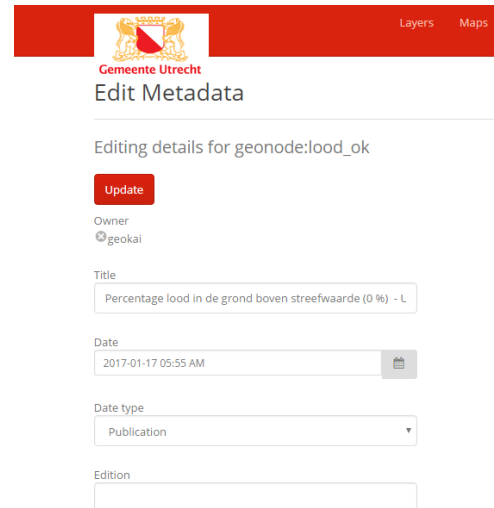 Layers Maps
Gemeente Utrecht
Edit Metadata
Editing details for geonode:lood_ok
Update
Owner
geokai
Title
Percentage lood in de grond boven streefwaarde (0 %) - U
Date
2017-01-17 05:55 AM
Date type
Publication
Edition